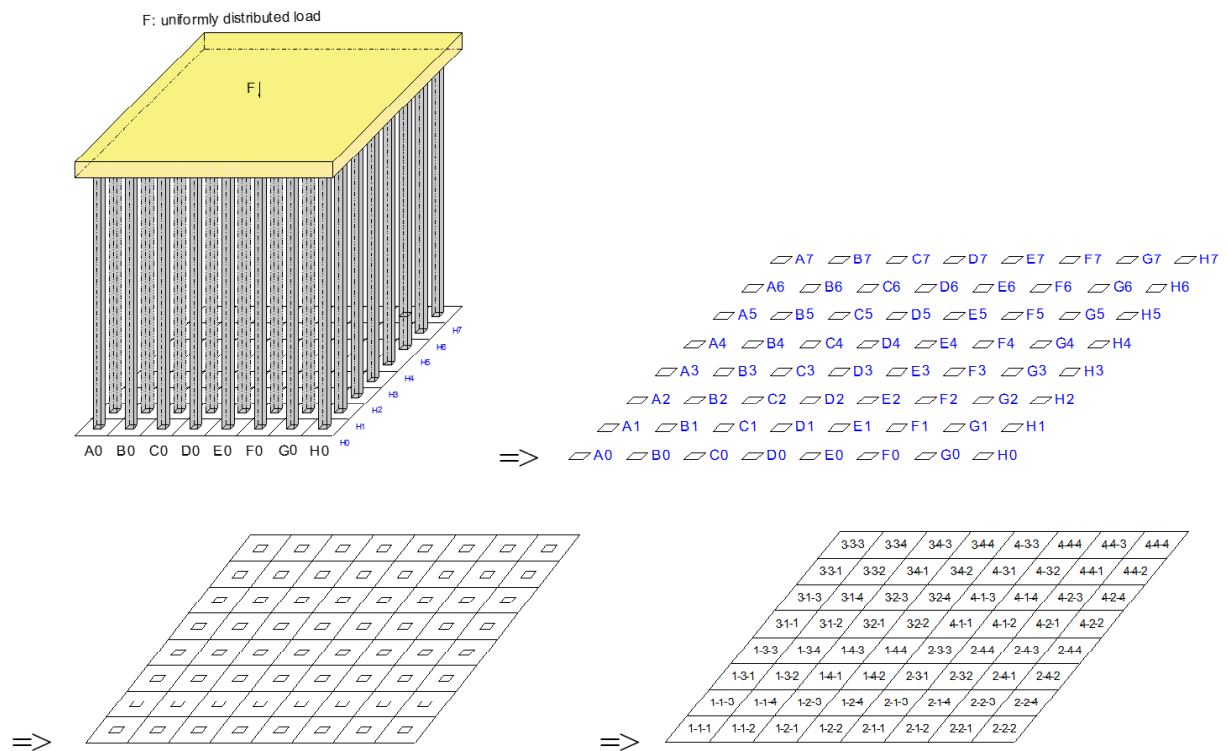 F: uniformly distributed load
F
H7
H6
H5
H4
H3
H2
H1
H0
A0 B0 C0 D0 E0 F0 G0 H0
=>
A7 B7 C7 D7 E7 F7 G7 H7
A6 B6 C6 D6 E6 F6 G6 H6
A5 B5 C5 D5 E5 F5 G5 H5
A4 B4 C4 D4 E4 F4 G4 H4
A3 B3 C3 D3 E3 F3 G3 H3
A2 B2 C2 D2 E2 F2 G2 H2
A1 B1 C1 D1 E1 F1 G1 H1
A0 B0 C0 D0 E0 F0 G0 H0
=>
=>
3-3-3 3-3-4 3-4-3 3-4-4 4-3-3 4-4-4 4-4-3 4-4-4
3-3-1 3-3-2 3-4-1 3-4-2 4-3-1 4-3-2 4-4-1 4-4-2
3-1-3 3-1-4 3-2-3 3-2-4 4-1-3 4-1-4 4-2-3 4-2-4
3-1-1 3-1-2 3-2-1 3-2-2 4-1-1 4-1-2 4-2-1 4-2-2
1-3-3 1-3-4 1-4-3 1-4-4 2-3-3 2-4-4 2-4-3 2-4-4
1-3-1 1-3-2 1-4-1 1-4-2 2-3-1 2-3-2 2-4-1 2-4-2
1-1-3 1-1-4 1-2-3 1-2-4 2-1-3 2-1-4 2-2-3 2-2-4
1-1-1 1-1-2 1-2-1 1-2-2 2-1-1 2-1-2 2-2-1 2-2-2